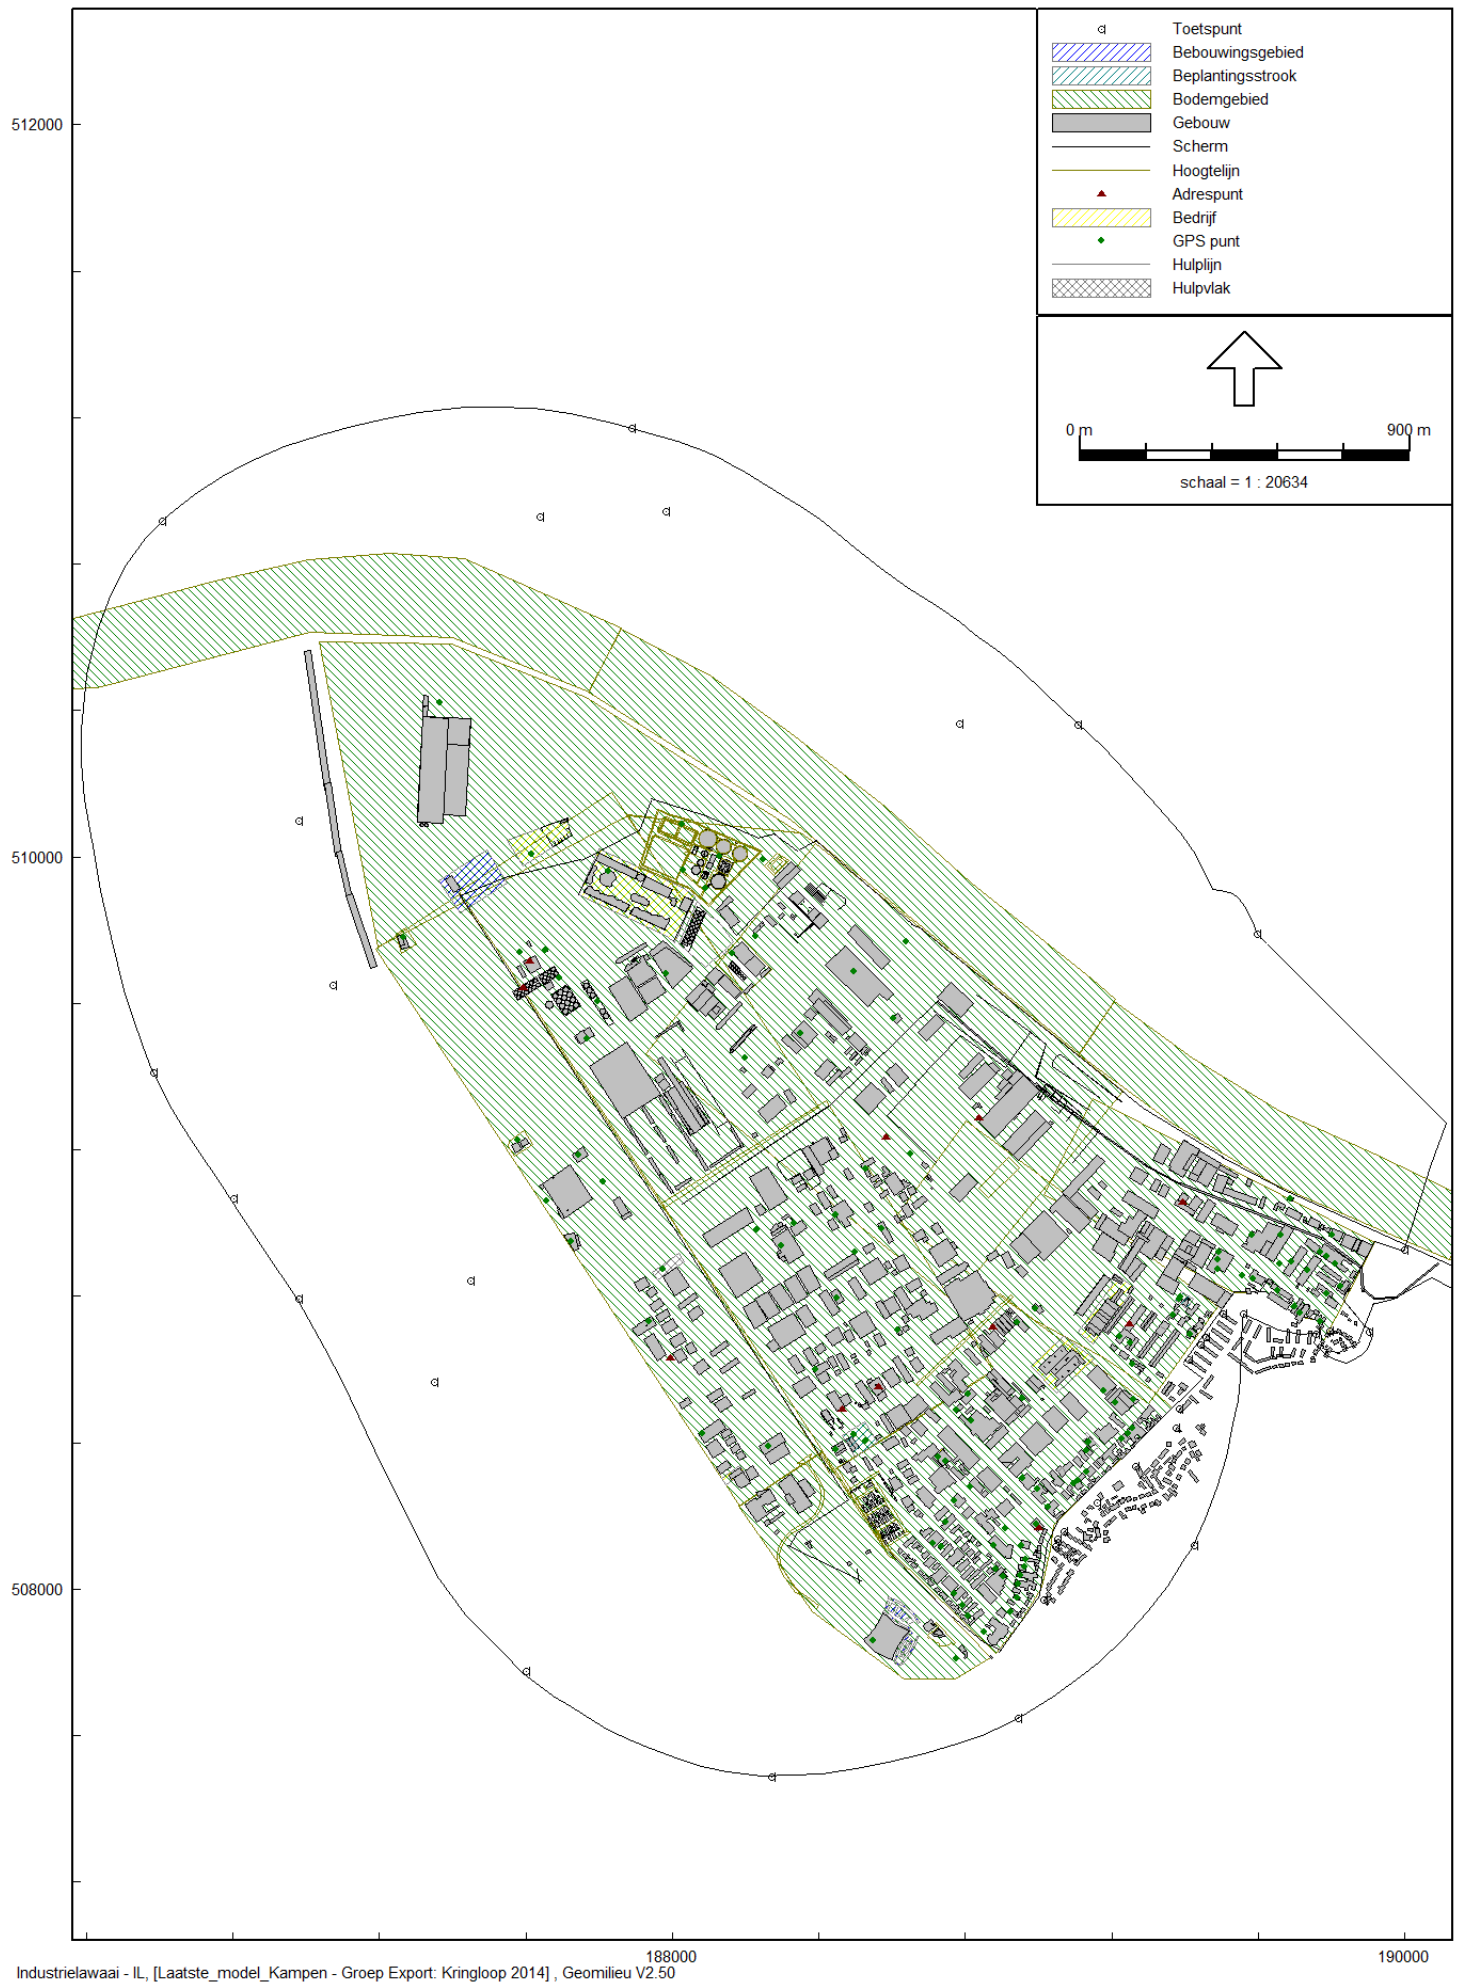 Toetspunt
Bebouwingsgebied
Beplantingsstrook
Bodemgebied
Gebouw
Scherm
Hoogtelijn
Adrespunt
Bedrijf
GPS punt
Hulplijn
Hulpvlak
0 m 900 m
schaal = 1 : 20634
512000
510000
508000
188000 190000
Industrielawaai - IL, [Laatste_model_Kampen - Groep Export: Kringloop 2014] , Geomilieu V2.50